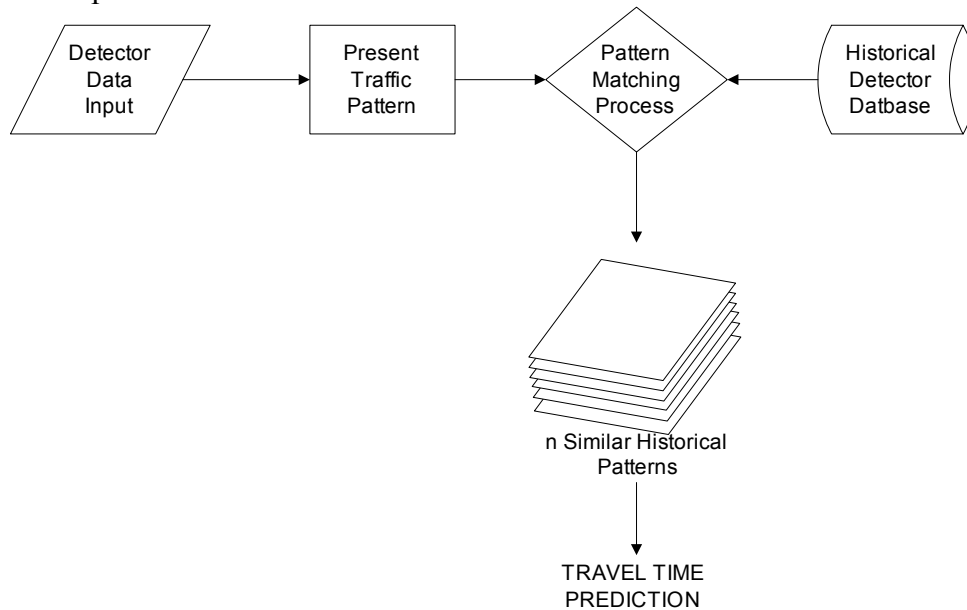 Detector
Data
Input
Present
Traffic
Pattern
Pattern
Matching
Process
Historical
Detector
Datbase
n Similar Historical
Patterns
TRAVEL TIME
PREDICTION